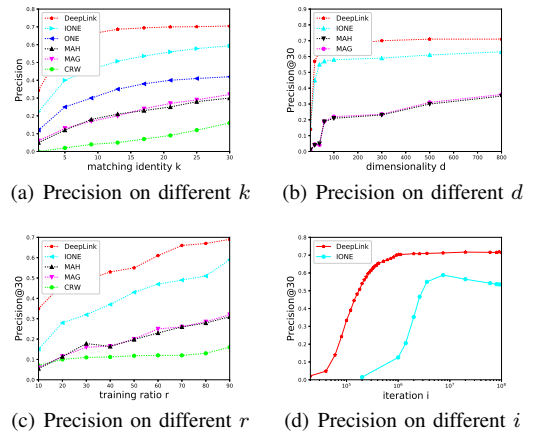 0.8
0.7
0.6
0.5
0.4
0.3
0.2
0.1
0.0
Precision
DeepLink
IONE
ONE
MAH
MAG
CRW
5 10 15 20 25 30
matching identity k
(a) Precision on different k
0.9
0.8
0.7
0.6
0.5
0.4
0.3
0.2
0.1
0.0
Precision@30
DeepLink
IONE
MAH
MAG
100 200 300 400 500 600 700 800
dimensionality d
(b) Precision on different d
0.7
0.6
0.5
0.4
0.3
0.2
0.1
0.0
Precision@30
DeepLink
IONE
MAH
MAG
CRW
10 20 30 40 50 60 70 80 90
training ratio r
(c) Precision on different r
0.8
0.7
0.6
0.5
0.4
0.3
0.2
0.1
0.0
Precision@30
DeepLink
IONE
10⁵ 10⁶ 10⁷ 10⁸
iteration i
(d) Precision on different i